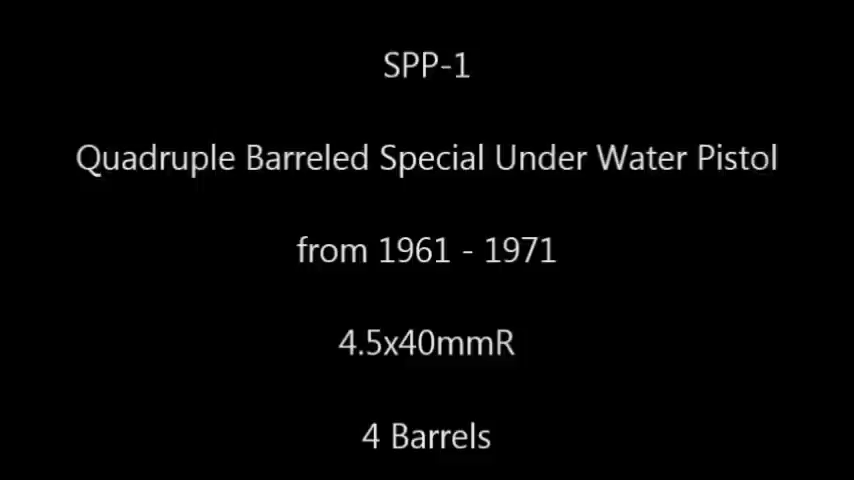 SPP-1
Quadruple Barreled Special Under Water Pistol
from 1961 - 1971
4.5x40mmR
4 Barrels